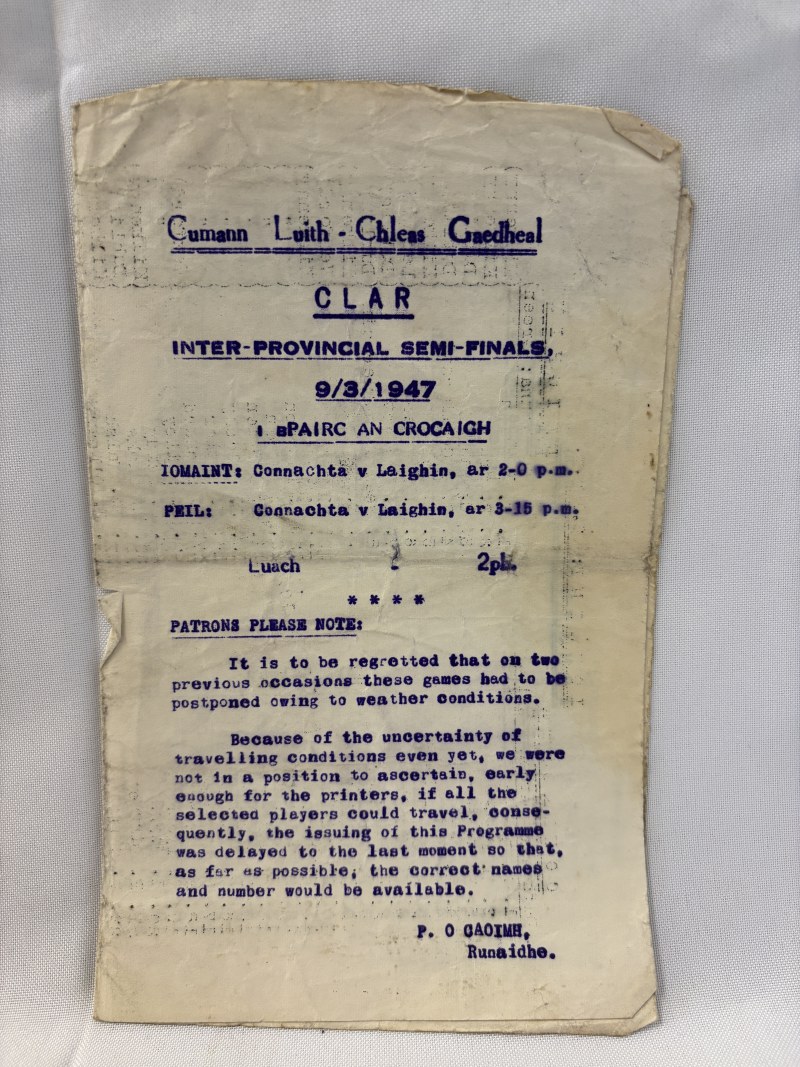 Cumann Luith - Chleas Gaedheal
CLAR
INTER-PROVINCIAL SEMI-FINALS,
9/3/1947
I bPAIRC AN CROCAIGH
IOMAINT: Connachta v Laighin, ar 2-0 p.m.
PEIL: Connachta v Laighin, ar 3-15 p.m.
Luach - 2pl.
* * * *
PATRONS PLEASE NOTE:
It is to be regretted that on two
previous occasions these games had to be
postponed owing to weather conditions.
Because of the uncertainty of
travelling conditions even yet, we were
not in a position to ascertain, early
enough for the printers, if all the
selected players could travel, conse-
quently, the issuing of this Programme
was delayed to the last moment so that,
as far as possible, the correct names
and number would be available.
P. O CAOIMH,
Runaidhe.